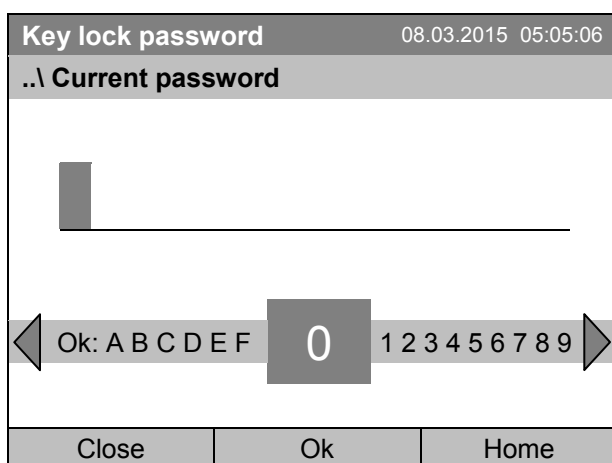 Key lock password 08.03.2015 05:05:06
..\ Current password
Ok: A B C D E F 0 1 2 3 4 5 6 7 8 9
Close Ok Home